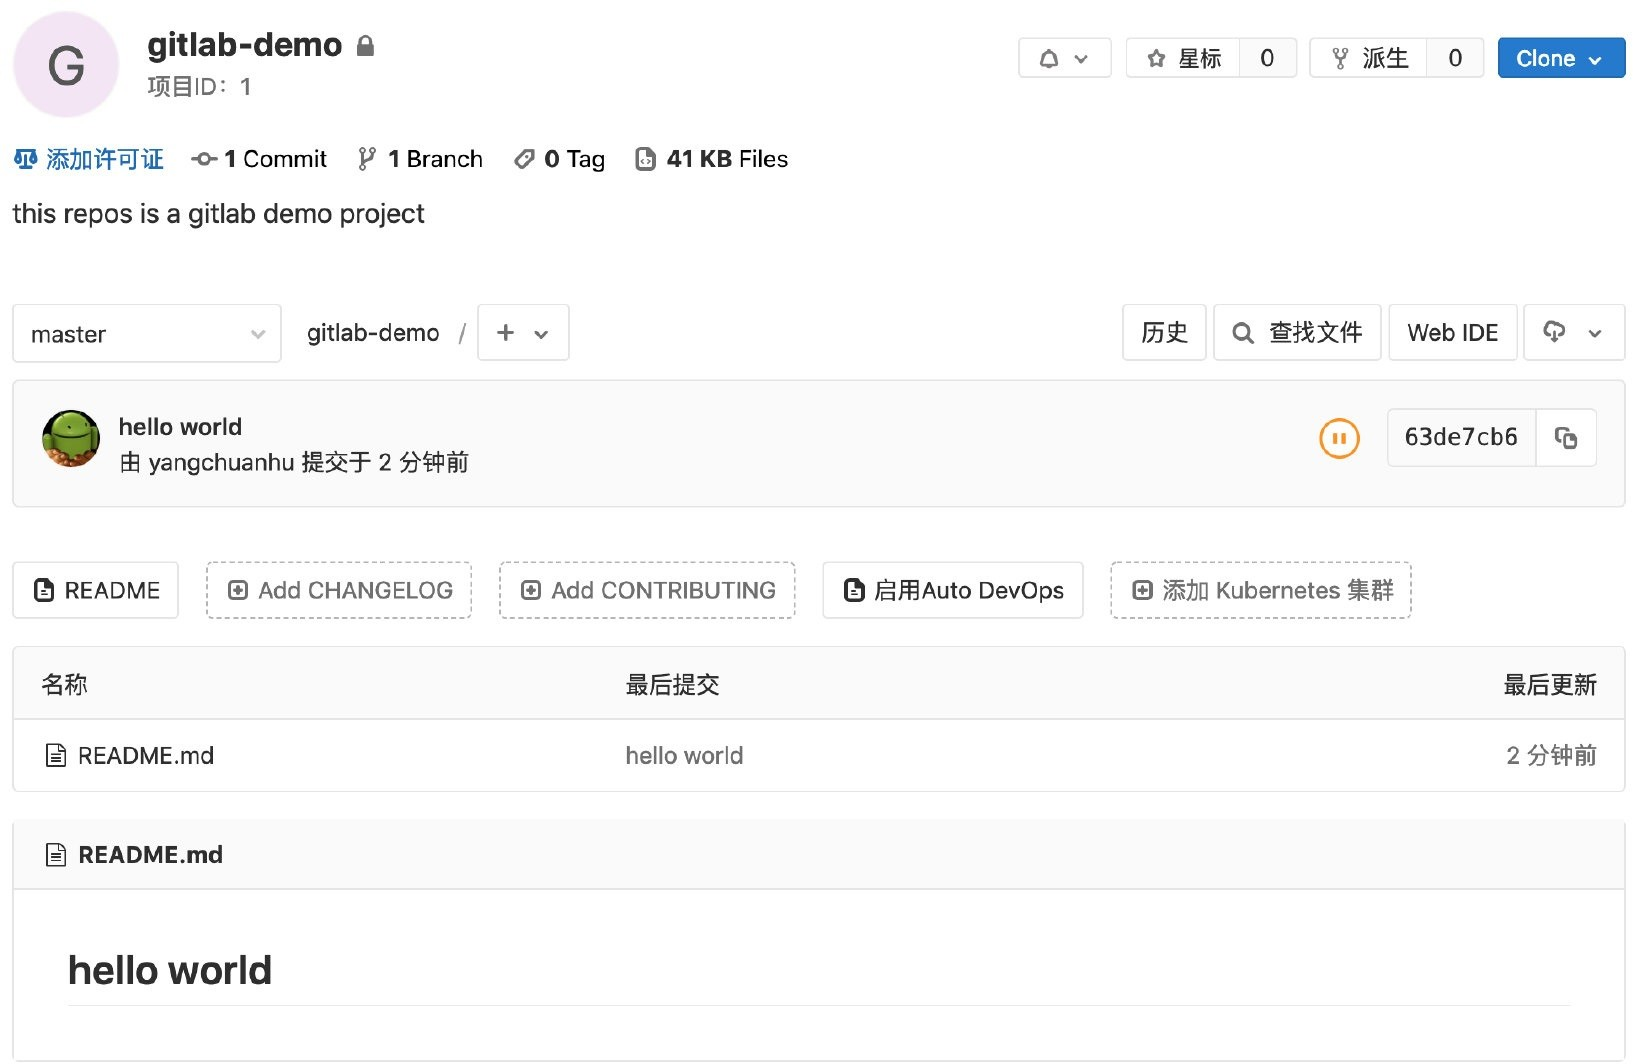 G
gitlab-demo
项目ID：1
星标 0
派生 0
Clone
添加许可证 1 Commit 1 Branch 0 Tag 41 KB Files
this repos is a gitlab demo project
master gitlab-demo / +
历史 查找文件 Web IDE
hello world
由 yangchuanhu 提交于 2 分钟前
63de7cb6
README Add CHANGELOG Add CONTRIBUTING 启用Auto DevOps 添加 Kubernetes 集群
名称 最后提交 最后更新
README.md hello world 2 分钟前
README.md
hello world